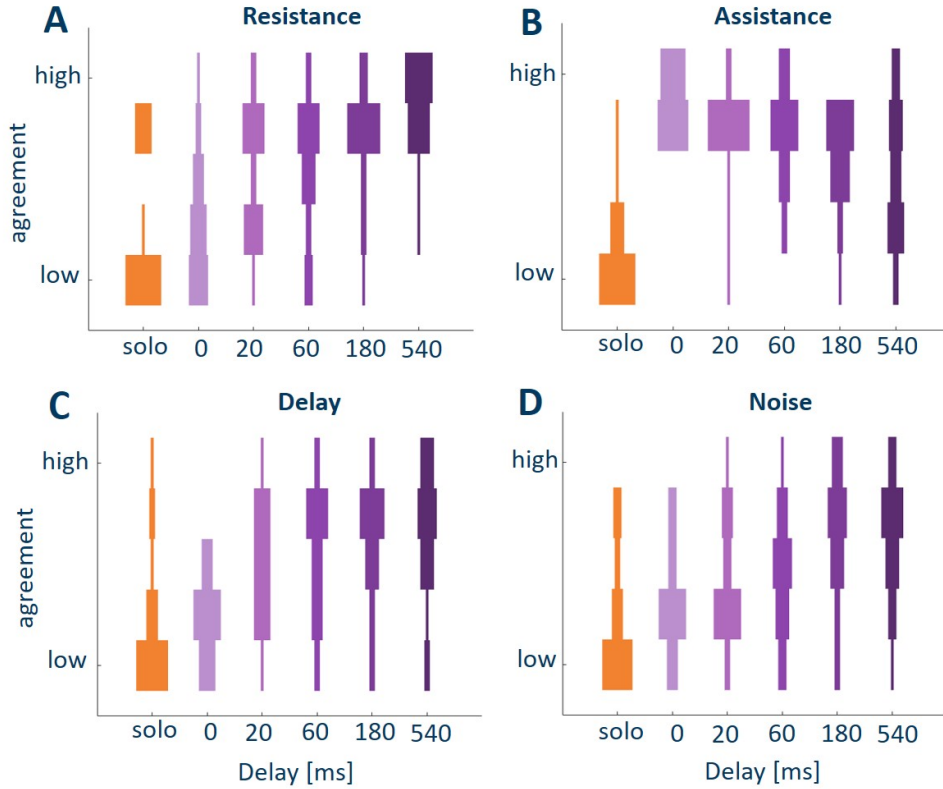 A Resistance
high
agreement
low
solo 0 20 60 180 540
B Assistance
high
low
solo 0 20 60 180 540
C Delay
high
agreement
low
solo 0 20 60 180 540
Delay [ms]
D Noise
high
low
solo 0 20 60 180 540
Delay [ms]